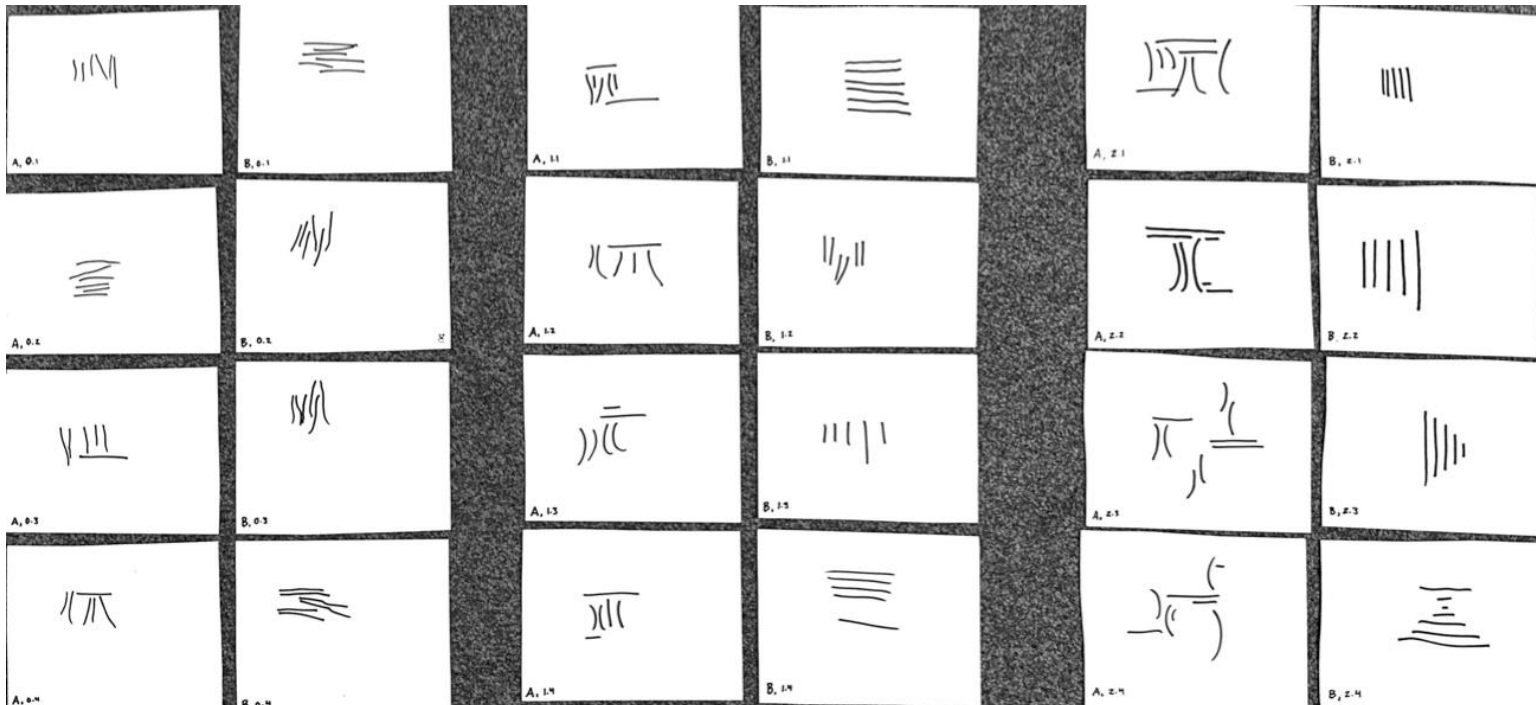 A, 0.1
B, 0.1
A, 1.1
B, 1.1
A, 2.1
B, 2.1
A, 0.2
B, 0.2
A, 1.2
B, 1.2
A, 2.2
B, 2.2
A, 0.3
B, 0.3
A, 1.3
B, 1.3
A, 2.3
B, 2.3
A, 0.4
B, 0.4
A, 1.4
B, 1.4
A, 2.4
B, 2.4